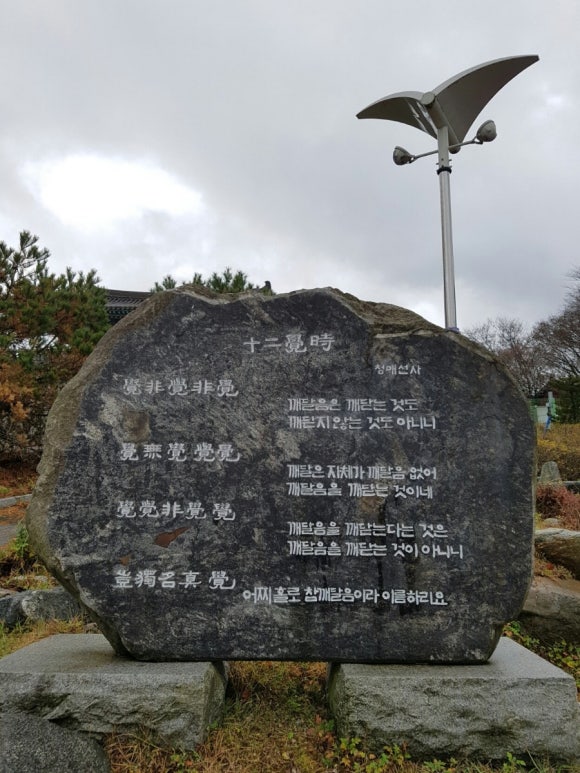 十二覺時
청매선사
覺非覺非覺
깨달음은 깨닫는 것도
깨닫지 않는 것도 아니니
覺無覺覺覺
깨달은 자체가 깨달음 없어
깨달음을 깨닫는 것이네
覺覺非覺覺
깨달음을 깨닫는다는 것은
깨달음을 깨닫는 것이 아니니
豈獨名真覺
어찌 홀로 참깨달음이라 이름하리요.